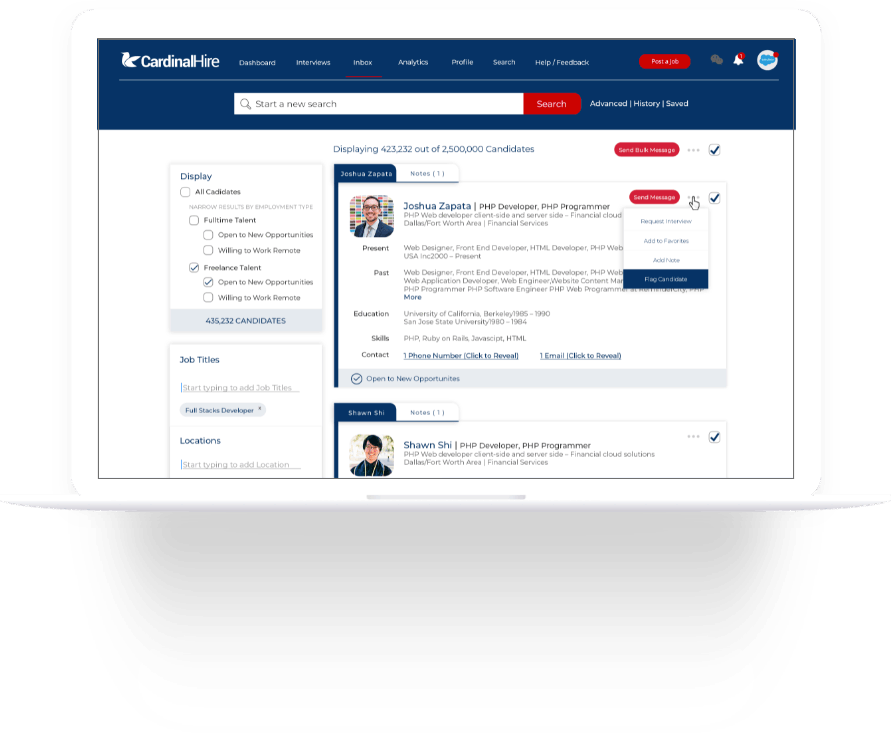 CardinalHire
Dashboard Interviews Inbox Analytics Profile Search Help / Feedback Post a Job
Start a new search Search Advanced | History | Saved
Displaying 423,232 out of 2,500,000 Candidates Send Bulk Message
Display
All Cadidates
NARROW RESULTS BY EMPLOYMENT TYPE
Fulltime Talent
Open to New Opportunities
Willing to Work Remote
Freelance Talent
Open to New Opportunities
Willing to Work Remote
435,232 CANDIDATES
Job Titles
Start typing to add Job Titles
Full Stacks Developer x
Locations
Start typing to add Location
Joshua Zapata Notes ( 1 )
Send Message
Joshua Zapata | PHP Developer, PHP Programmer
PHP Web developer client-side and server side – Financial cloud
Dallas/Fort Worth Area | Financial Services
Request Interview
Add to Favorites
Add Note
Flag Candidate
Present Web Designer, Front End Developer, HTML Developer, PHP Web
USA Inc2000 – Present
Past Web Designer, Front End Developer, HTML Developer, PHP Web
Web Application Developer, Web Engineer,Website Content Mar
PHP Programmer PHP Software Engineer PHP Web Programmer at PHP
More
Education University of California, Berkeley1985 – 1990
San Jose State University1980 – 1984
Skills PHP, Ruby on Rails, Javascipt, HTML
Contact 1 Phone Number (Click to Reveal) 1 Email (Click to Reveal)
Open to New Opportunites
Shawn Shi Notes ( 1 )
Shawn Shi | PHP Developer, PHP Programmer
PHP Web developer client-side and server side – Financial cloud solutions
Dallas/Fort Worth Area | Financial Services